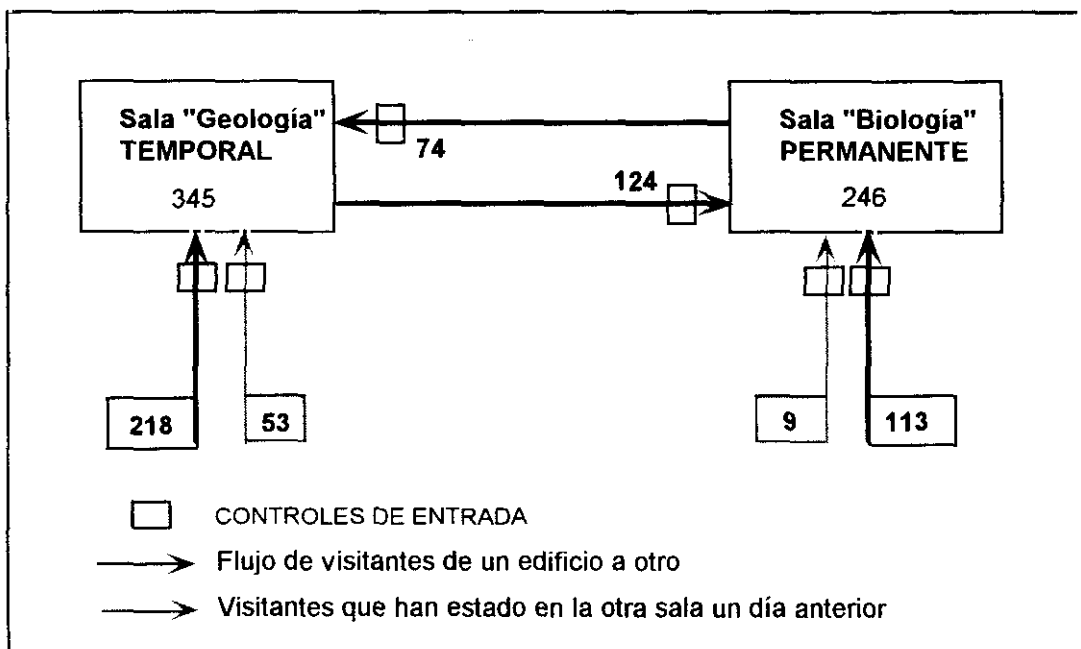 Sala "Geología"
TEMPORAL
345
74
124
Sala "Biología"
PERMANENTE
246
218
53
9
113
CONTROLES DE ENTRADA
Flujo de visitantes de un edificio a otro
Visitantes que han estado en la otra sala un día anterior